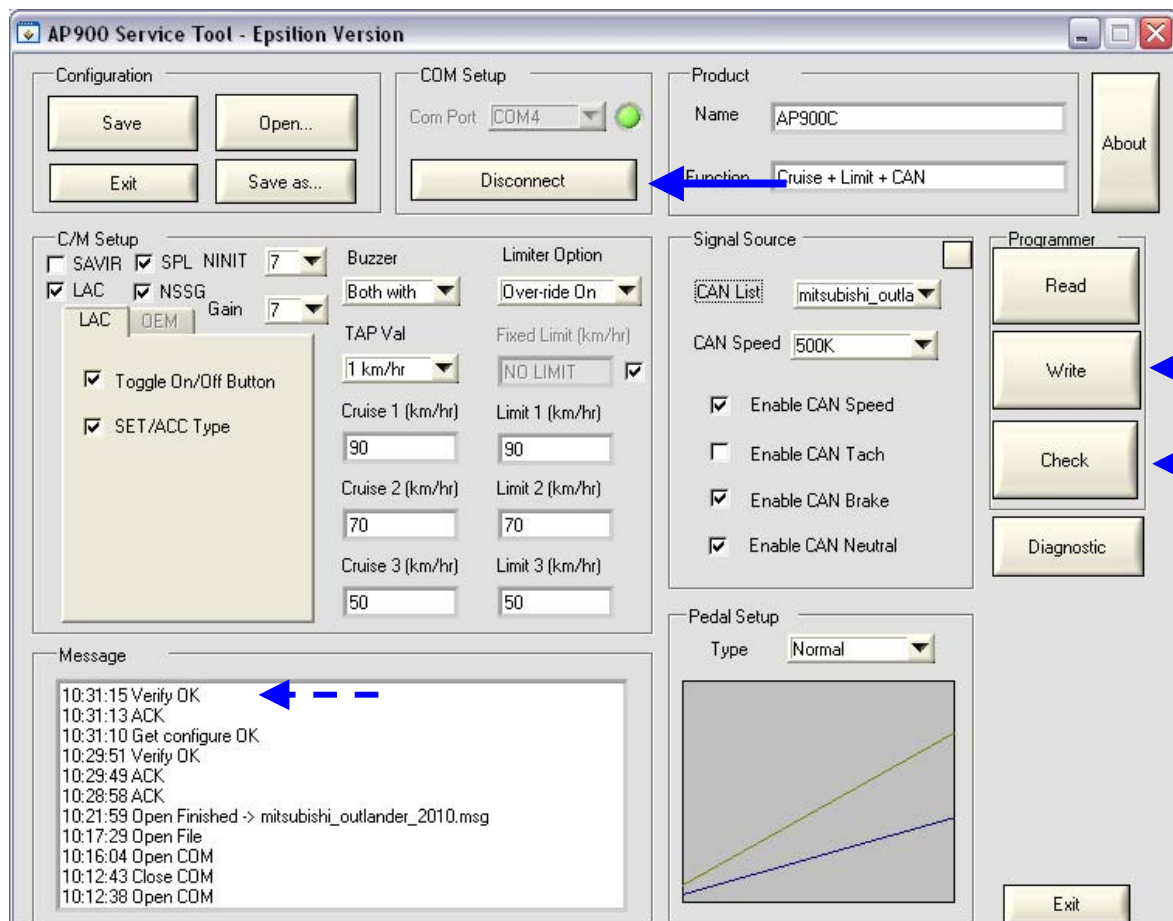 AP900 Service Tool - Epsilion Version
Configuration
Save
Open...
Exit
Save as...
COM Setup
Com Port
COM4
Disconnect
Product
Name
AP900C
Function
Cruise + Limit + CAN
About
C/M Setup
SAVIR
SPL
NINIT
7
LAC
NSSG
Gain
7
LAC
OEM
Toggle On/Off Button
SET/ACC Type
Buzzer
Both with
TAP Val
1 km/hr
Cruise 1 (km/hr)
90
Cruise 2 (km/hr)
70
Cruise 3 (km/hr)
50
Limiter Option
Over-ride On
Fixed Limit (km/hr)
NO LIMIT
Limit 1 (km/hr)
90
Limit 2 (km/hr)
70
Limit 3 (km/hr)
50
Signal Source
CAN List
mitsubishi_outla
CAN Speed
500K
Enable CAN Speed
Enable CAN Tach
Enable CAN Brake
Enable CAN Neutral
Programmer
Read
Write
Check
Diagnostic
Message
10:31:15 Verify OK
10:31:13 ACK
10:31:10 Get configure OK
10:29:51 Verify OK
10:29:49 ACK
10:28:58 ACK
10:21:59 Open Finished -> mitsubishi_outlander_2010.msg
10:17:29 Open File
10:16:04 Open COM
10:12:43 Close COM
10:12:38 Open COM
Pedal Setup
Type
Normal
Exit